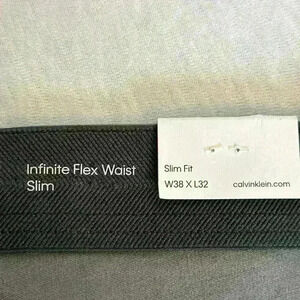 Infinite Flex Waist
Slim
Slim Fit
W38 X L32
calvinklein.com